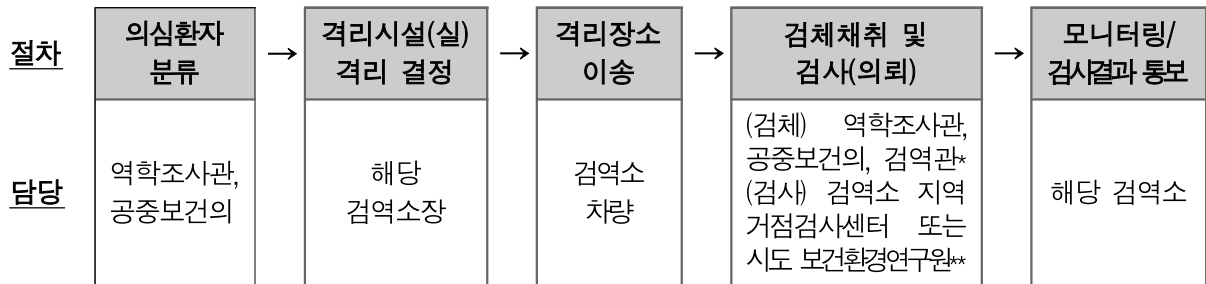 절차
의심환자
분류
→
격리시설(실)
격리 결정
→
격리장소
이송
→
검체채취 및
검사(의뢰)
→
모니터링/
검사결과 통보
담당
역학조사관,
공중보건의
해당
검역소장
검역소
차량
(검체) 역학조사관,
공중보건의, 검역관*
(검사) 검역소 지역
거점검사센터 또는
시도 보건환경연구원**
해당 검역소